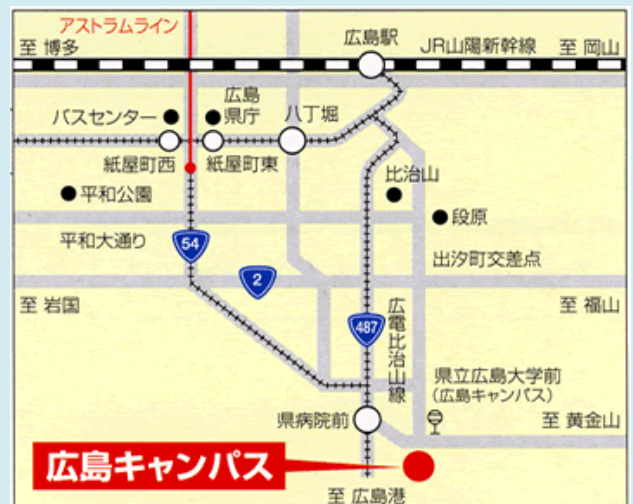 アストラムライン
至 博多
広島駅
JR山陽新幹線
至 岡山
バスセンター
広島
県庁
八丁堀
紙屋町西
紙屋町東
比治山
平和公園
段原
平和大通り
54
出汐町交差点
2
至 岩国
至 福山
487
広電比治山線
県立広島大学前
(広島キャンパス)
県病院前
至 黄金山
広島キャンパス
至 広島港